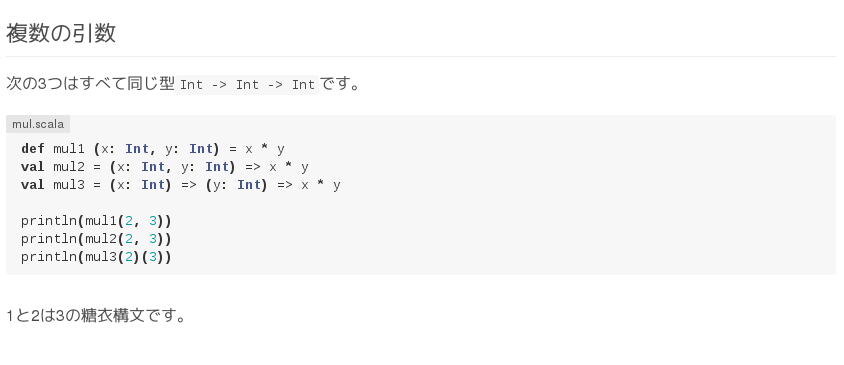 複数の引数
次の3つはすべて同じ型 Int -> Int -> Int です。
mul.scala
def mul1 (x: Int, y: Int) = x * y
val mul2 = (x: Int, y: Int) => x * y
val mul3 = (x: Int) => (y: Int) => x * y
println(mul1(2, 3))
println(mul2(2, 3))
println(mul3(2)(3))
1と2は3の糖衣構文です。